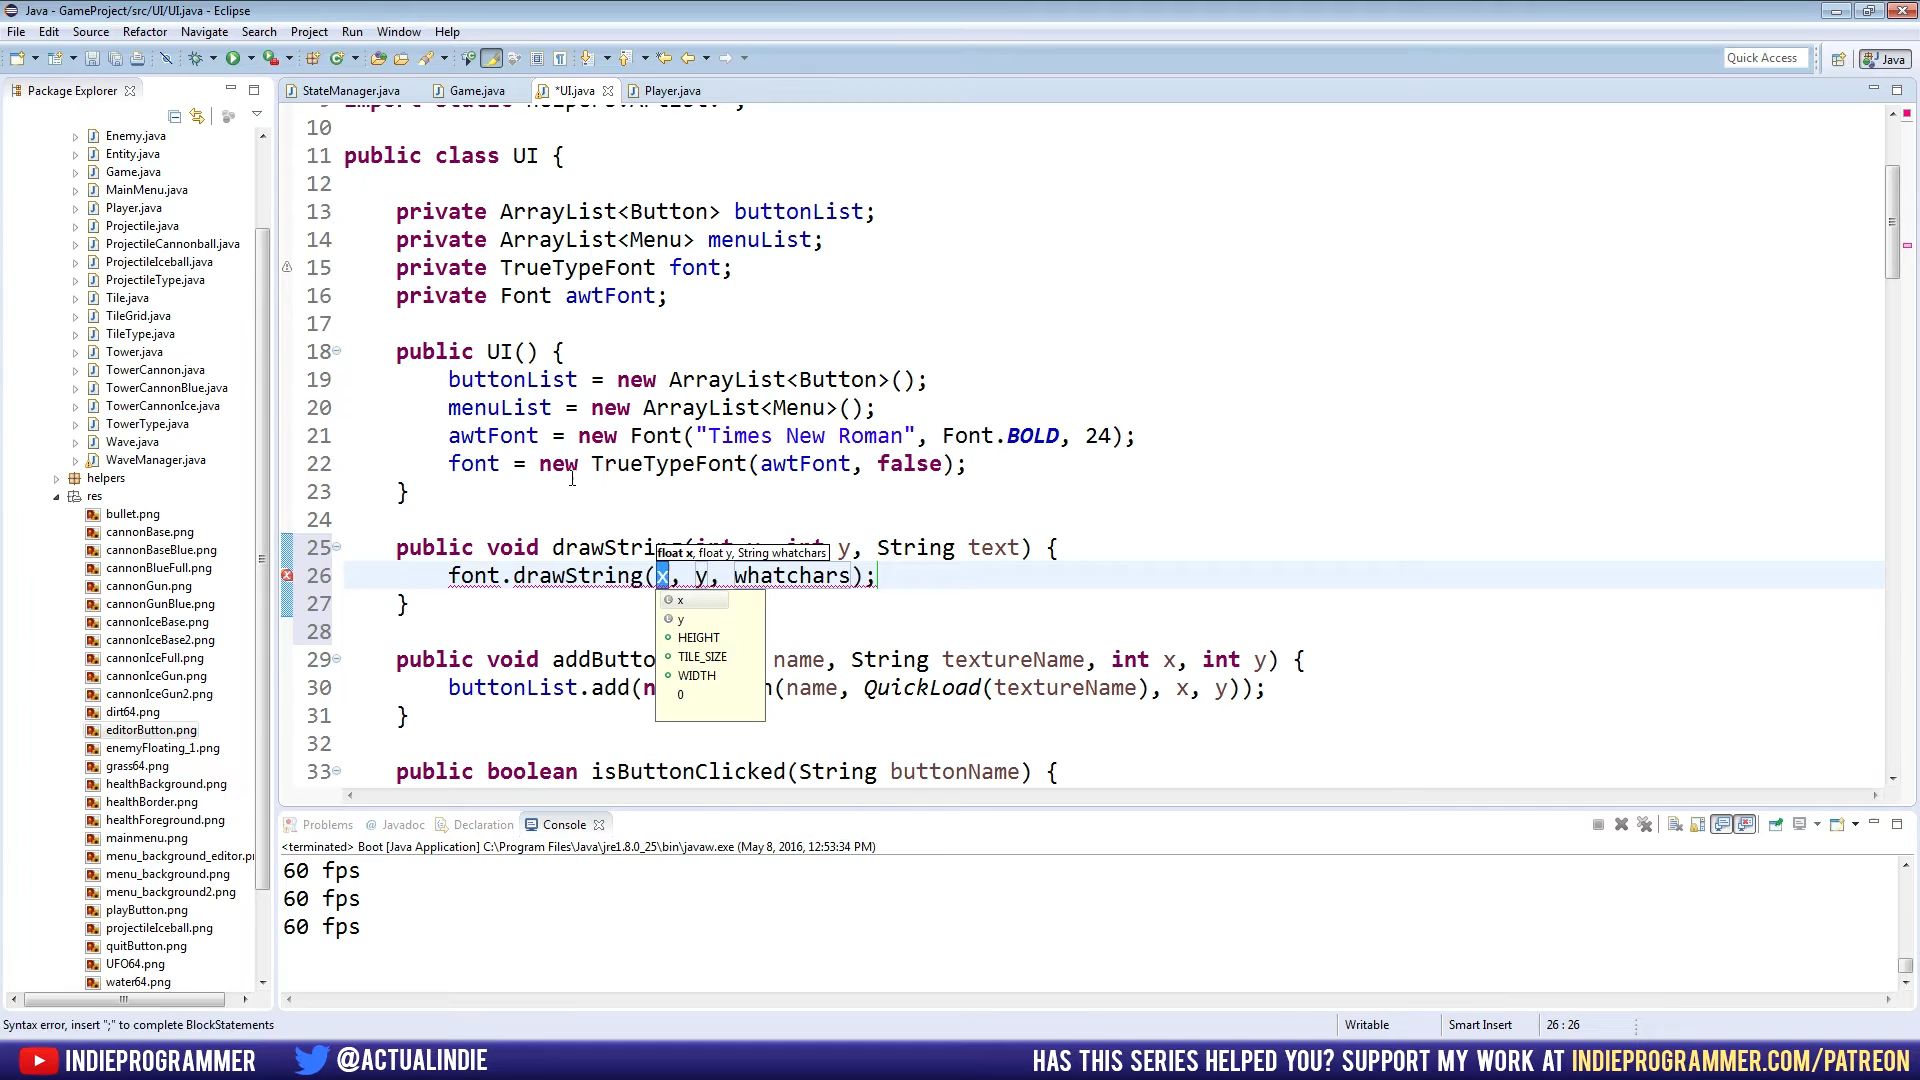 Java - GameProject/src/UI/UI.java - Eclipse
File Edit Source Refactor Navigate Search Project Run Window Help
Quick Access
Java
Package Explorer
StateManager.java Game.java *UI.java Player.java
Enemy.java
Entity.java
Game.java
MainMenu.java
Player.java
Projectile.java
ProjectileCannonball.java
ProjectileIceball.java
ProjectileType.java
Tile.java
TileGrid.java
TileType.java
Tower.java
TowerCannon.java
TowerCannonBlue.java
TowerCannonIce.java
TowerType.java
Wave.java
WaveManager.java
helpers
res
bullet.png
cannonBase.png
cannonBaseBlue.png
cannonBlueFull.png
cannonGun.png
cannonGunBlue.png
cannonIceBase.png
cannonIceBase2.png
cannonIceFull.png
cannonIceGun.png
cannonIceGun2.png
dirt64.png
editorButton.png
enemyFloating_1.png
grass64.png
healthBackground.png
healthBorder.png
healthForeground.png
mainmenu.png
menu_background_editor.pr
menu_background.png
menu_background2.png
playButton.png
projectileIceball.png
quitButton.png
UFO64.png
water64.png
10
11 public class UI {
12
13 private ArrayList<Button> buttonList;
14 private ArrayList<Menu> menuList;
15 private TrueTypeFont font;
16 private Font awtFont;
17
18 public UI() {
19 buttonList = new ArrayList<Button>();
20 menuList = new ArrayList<Menu>();
21 awtFont = new Font("Times New Roman", Font.BOLD, 24);
22 font = new TrueTypeFont(awtFont, false);
23 }
24
25 public void drawString( y, String text) {
float x, float y, String whatchars
26 font.drawString(x, y, whatchars);
27 }
x
y
HEIGHT
TILE_SIZE
WIDTH
0
28
29 public void addButto name, String textureName, int x, int y) {
30 buttonList.add(n (name, QuickLoad(textureName), x, y));
31 }
32
33 public boolean isButtonClicked(String buttonName) {
Problems Javadoc Declaration Console
<terminated> Boot [Java Application] C:\Program Files\Java\jre1.8.0_25\bin\javaw.exe (May 8, 2016, 12:53:34 PM)
60 fps
60 fps
60 fps
Syntax error, insert ";" to complete BlockStatements
Writable Smart Insert 26 : 26
INDIEPROGRAMMER @ACTUALINDIE HAS THIS SERIES HELPED YOU? SUPPORT MY WORK AT INDIEPROGRAMMER.COM/PATREON